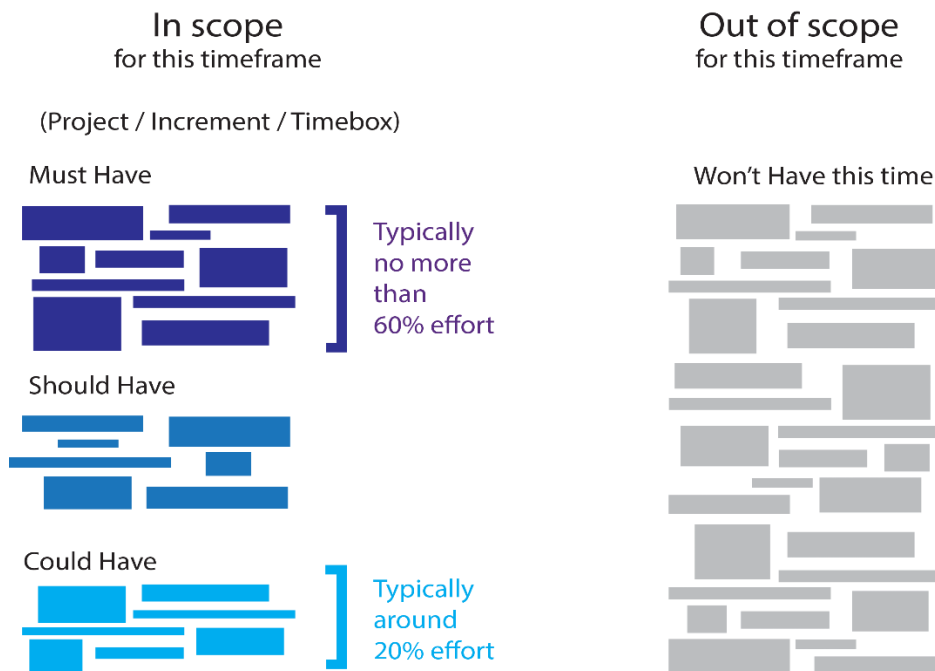 In scope
for this timeframe
(Project / Increment / Timebox)
Must Have
Typically
no more
than
60% effort
Should Have
Could Have
Typically
around
20% effort
Out of scope
for this timeframe
Won’t Have this time